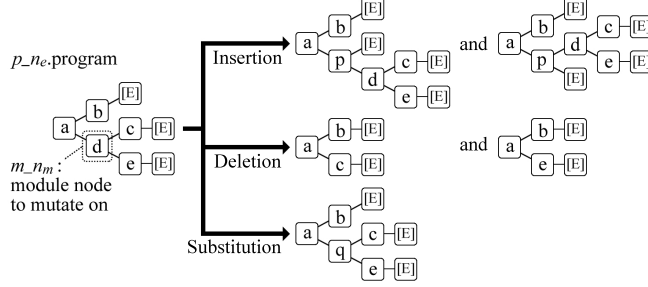 p_nₑ.program
a
b
[E]
d
c
[E]
e
[E]
m_nₘ:
module node
to mutate on
Insertion
a
b
[E]
p
[E]
d
c
[E]
e
[E]
and
a
b
[E]
p
d
c
[E]
e
[E]
[E]
Deletion
a
b
[E]
c
[E]
and
a
b
[E]
e
[E]
Substitution
a
b
[E]
q
c
[E]
e
[E]